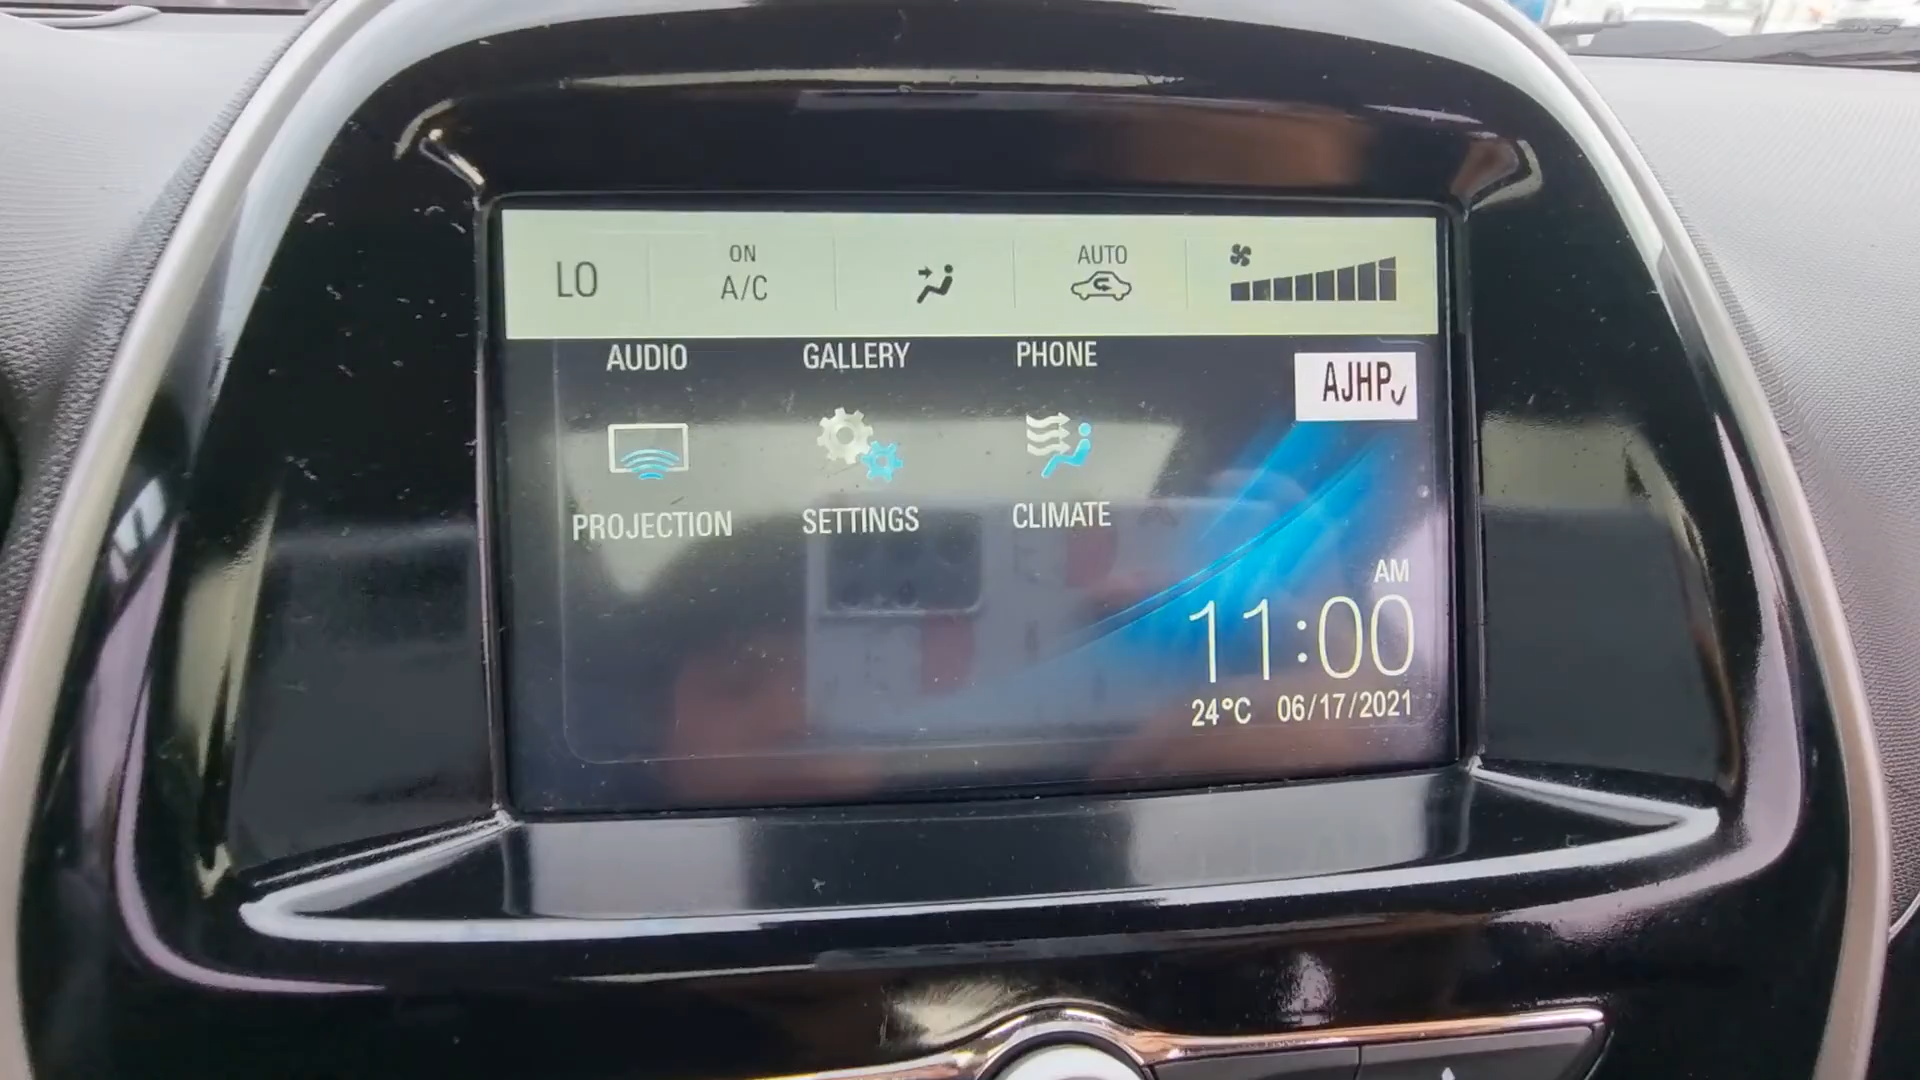 LO
ON
A/C
AUTO
AUDIO GALLERY PHONE
AJHP
PROJECTION SETTINGS CLIMATE
AM
11:00
24°C 06/17/2021